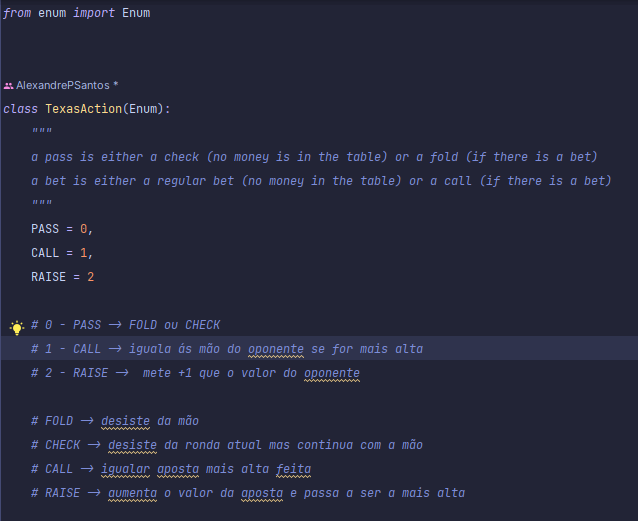 from enum import Enum
AlexandrePSantos *
class TexasAction(Enum):
"""
a pass is either a check (no money is in the table) or a fold (if there is a bet)
a bet is either a regular bet (no money in the table) or a call (if there is a bet)
"""
PASS = 0,
CALL = 1,
RAISE = 2
# 0 - PASS -> FOLD ou CHECK
# 1 - CALL -> iguala ás mão do oponente se for mais alta
# 2 - RAISE ->  mete +1 que o valor do oponente
# FOLD -> desiste da mão
# CHECK -> desiste da ronda atual mas continua com a mão
# CALL -> igualar aposta mais alta feita
# RAISE -> aumenta o valor da aposta e passa a ser a mais alta